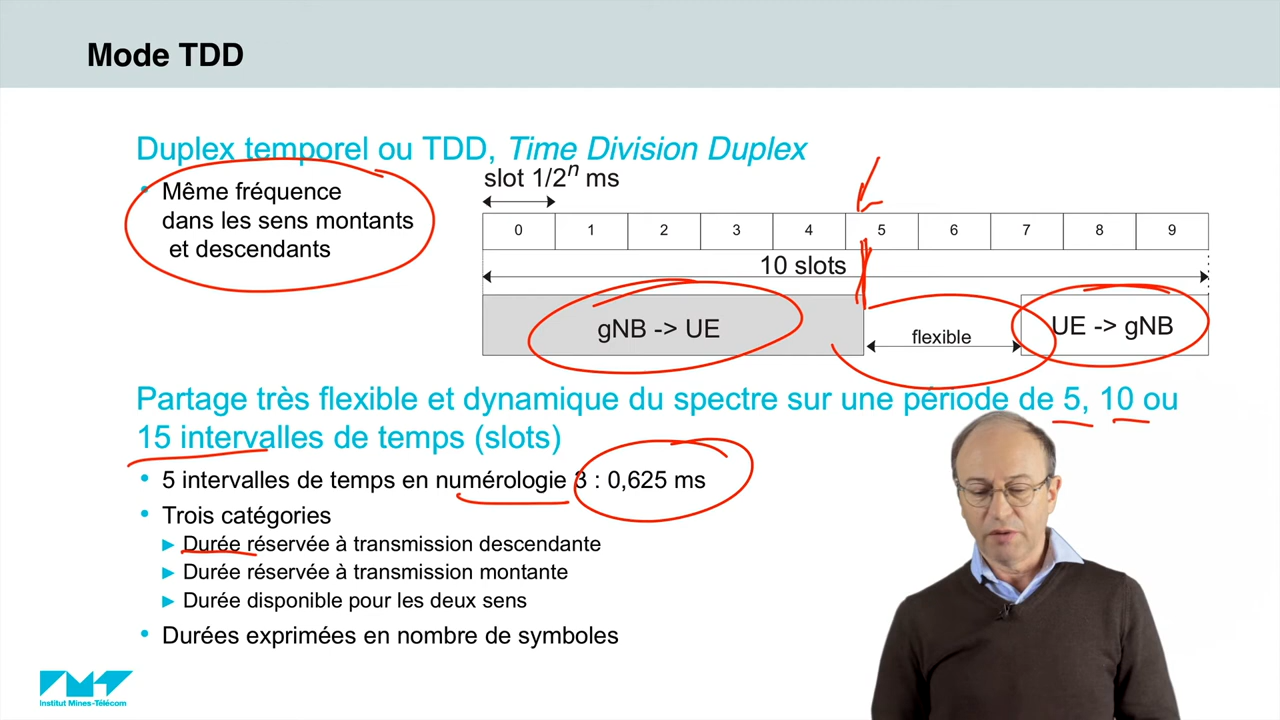 Mode TDD
Duplex temporel ou TDD, Time Division Duplex
• Même fréquence
dans les sens montants
et descendants
slot 1/2ⁿ ms
0 1 2 3 4 5 6 7 8 9
10 slots
gNB -> UE
flexible
UE -> gNB
Partage très flexible et dynamique du spectre sur une période de 5, 10 ou
15 intervalles de temps (slots)
• 5 intervalles de temps en numérologie 3 : 0,625 ms
• Trois catégories
► Durée réservée à transmission descendante
► Durée réservée à transmission montante
► Durée disponible pour les deux sens
• Durées exprimées en nombre de symboles
Institut Mines-Télécom